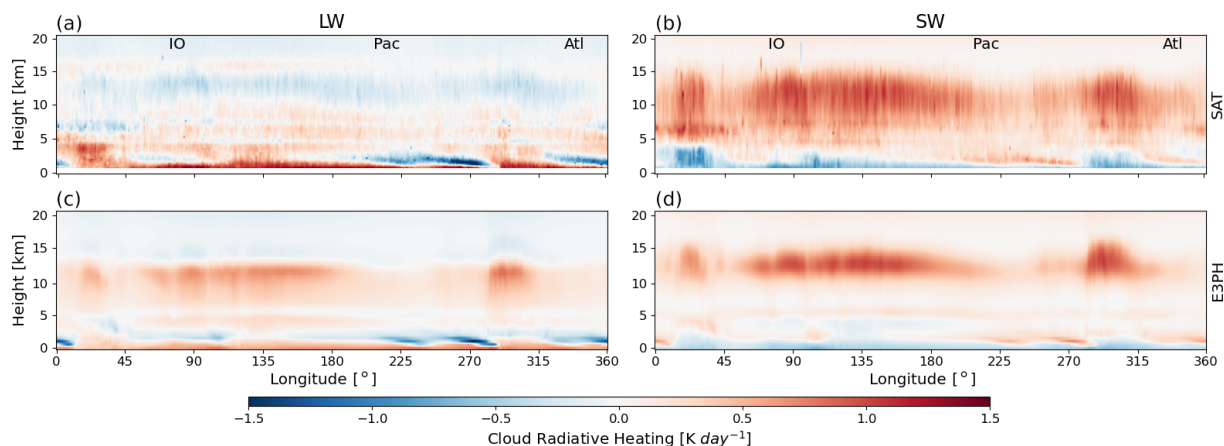 (a) LW (b) SW
20 IO Pac Atl 20 IO Pac Atl
15 15
Height [km] SAT
10 10
5 5
0 0
(c) (d)
20 20
15 15
Height [km] E3PH
10 10
5 5
0 0
0 45 90 135 180 225 270 315 360 0 45 90 135 180 225 270 315 360
Longitude [°] Longitude [°]
−1.5 −1.0 −0.5 0.0 0.5 1.0 1.5
Cloud Radiative Heating [K day⁻¹]